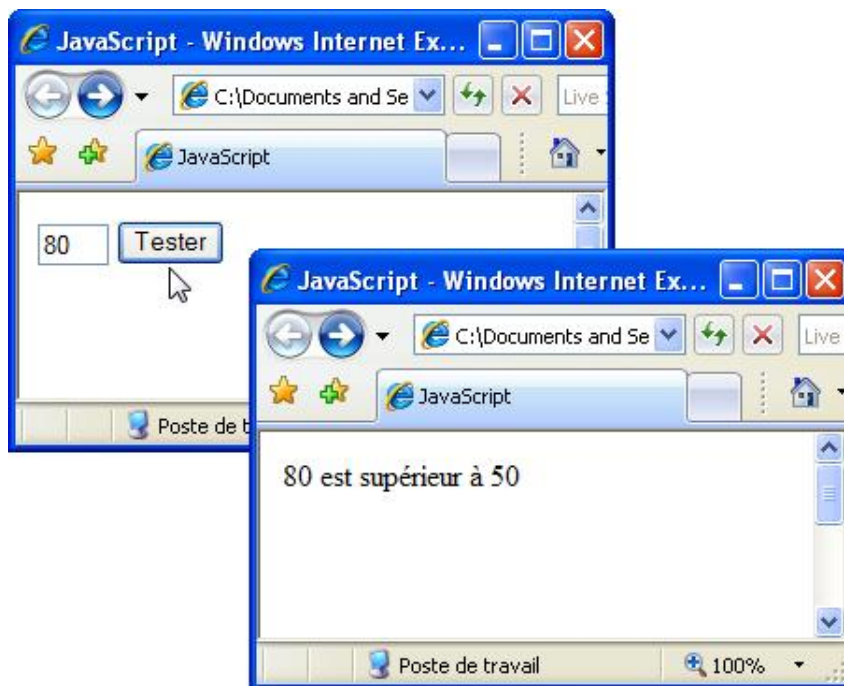 JavaScript - Windows Internet Ex...
C:\Documents and Se
Live
JavaScript
80
Tester
Poste de t
JavaScript - Windows Internet Ex...
C:\Documents and Se
Live
JavaScript
80 est supérieur à 50
Poste de travail
100%